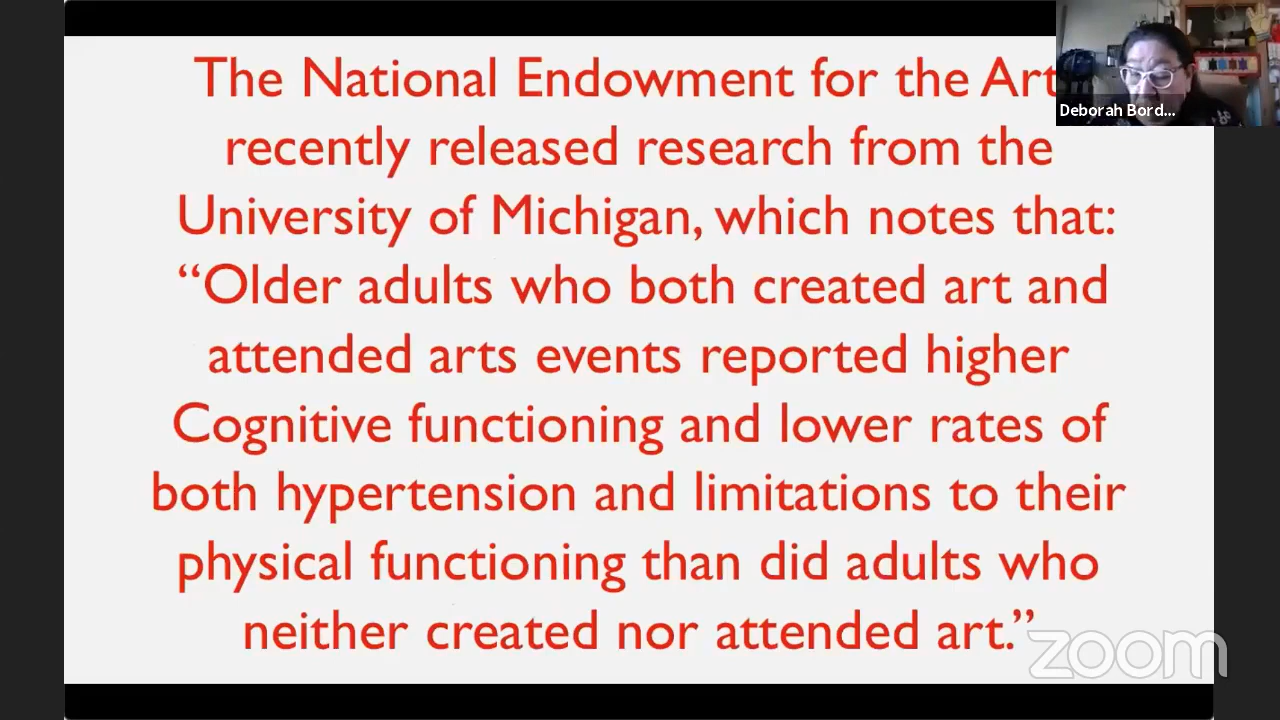 The National Endowment for the Art
recently released research from the
University of Michigan, which notes that:
“Older adults who both created art and
attended arts events reported higher
Cognitive functioning and lower rates of
both hypertension and limitations to their
physical functioning than did adults who
neither created nor attended art.”
Deborah Bord...
zoom